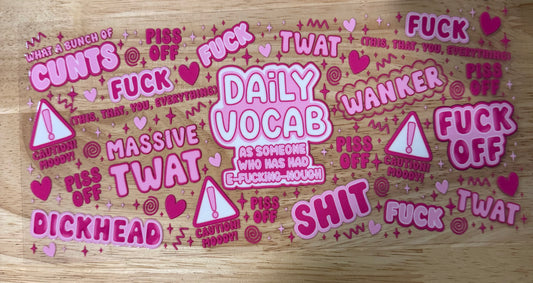 WHAT A BUNCH OF
CUNTS
PISS
OFF
FUCK
TWAT
FUCK
(THIS, THAT, YOU, EVERYTHING)
FUCK
(THIS, THAT, YOU, EVERYTHING)
DAiLY
VOCAB
AS SOMEONE
WHO HAS HAD
E-FUCKING-NOUGH
WANKER
PISS
OFF
!
CAUTION!
MOODY!
MASSIVE
TWAT
PISS
OFF
!
CAUTION!
MOODY!
FUCK
OFF
PISS
OFF
DICKHEAD
!
CAUTION!
MOODY!
PISS
OFF
SHIT
FUCK
TWAT